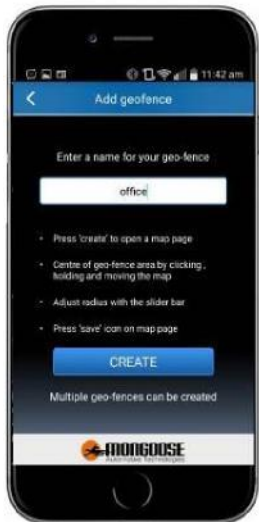 11:42 am
Add geofence
Enter a name for your geo-fence
office
- Press 'create' to open a map page
- Centre of geo-fence area by clicking ,
holding and moving the map
- Adjust radius with the slider bar
- Press 'save' icon on map page
CREATE
Multiple geo-fences can be created
MONGOOSE
Automotive Technologies